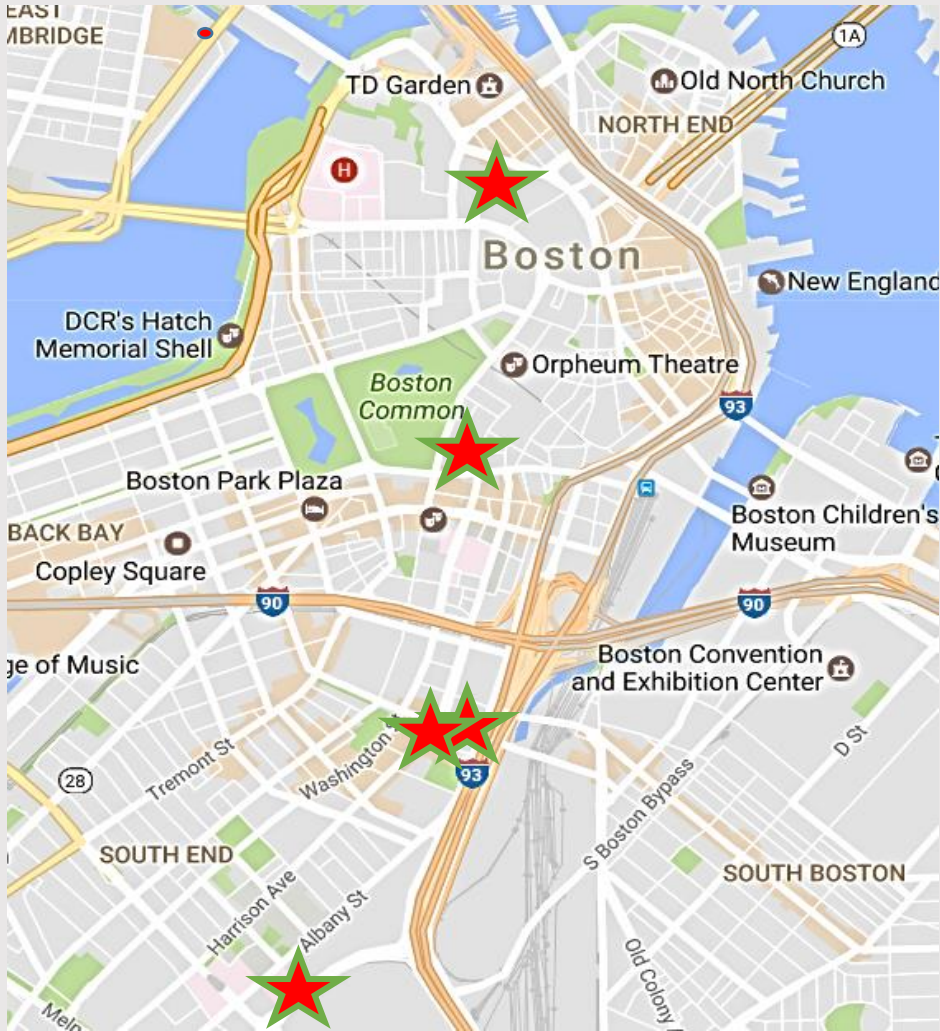 EAST
MBRIDGE
1A
TD Garden
Old North Church
NORTH END
H
Boston
New England
DCR's Hatch
Memorial Shell
Orpheum Theatre
Boston
Common
93
Boston Park Plaza
BACK BAY
Boston Children's
Museum
Copley Square
90
90
ge of Music
Boston Convention
and Exhibition Center
D St
Washington
Tremont St
93
28
S Boston Bypass
SOUTH END
SOUTH BOSTON
Harrison Ave
Albany St
Old Colony
Meln